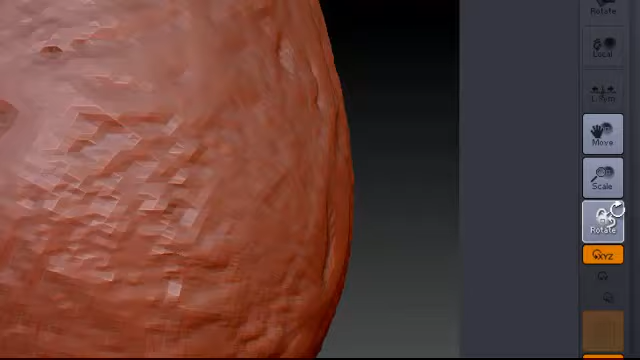 Rotate
Local
L.Sym
Move
Scale
Rotate
XYZ